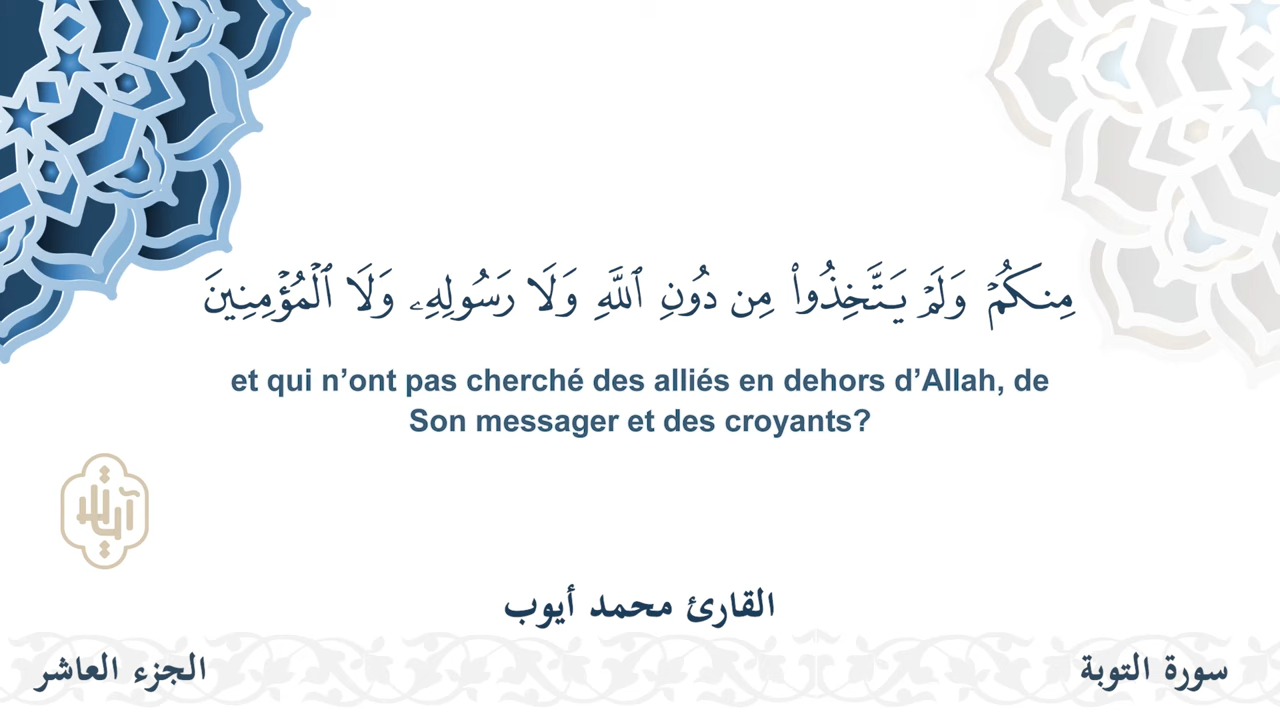 مِنكُمْ وَلَمْ يَتَّخِذُوا۟ مِن دُونِ ٱللَّهِ وَلَا رَسُولِهِۦ وَلَا ٱلْمُؤْمِنِينَ
et qui n’ont pas cherché des alliés en dehors d’Allah, de
Son messager et des croyants?
القارئ محمد أيوب
سورة التوبة
الجزء العاشر